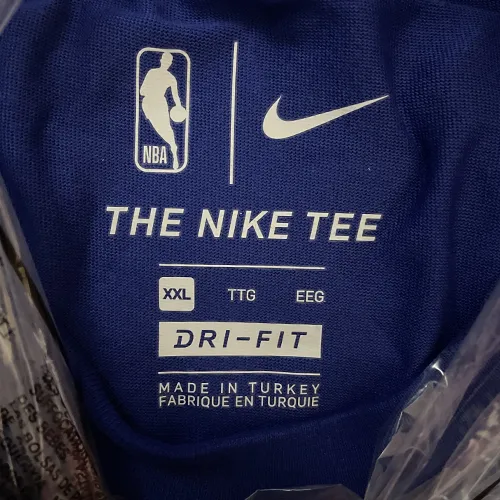 NBA
THE NIKE TEE
XXL TTG EEG
DRI-FIT
MADE IN TURKEY
FABRIQUE EN TURQUIE